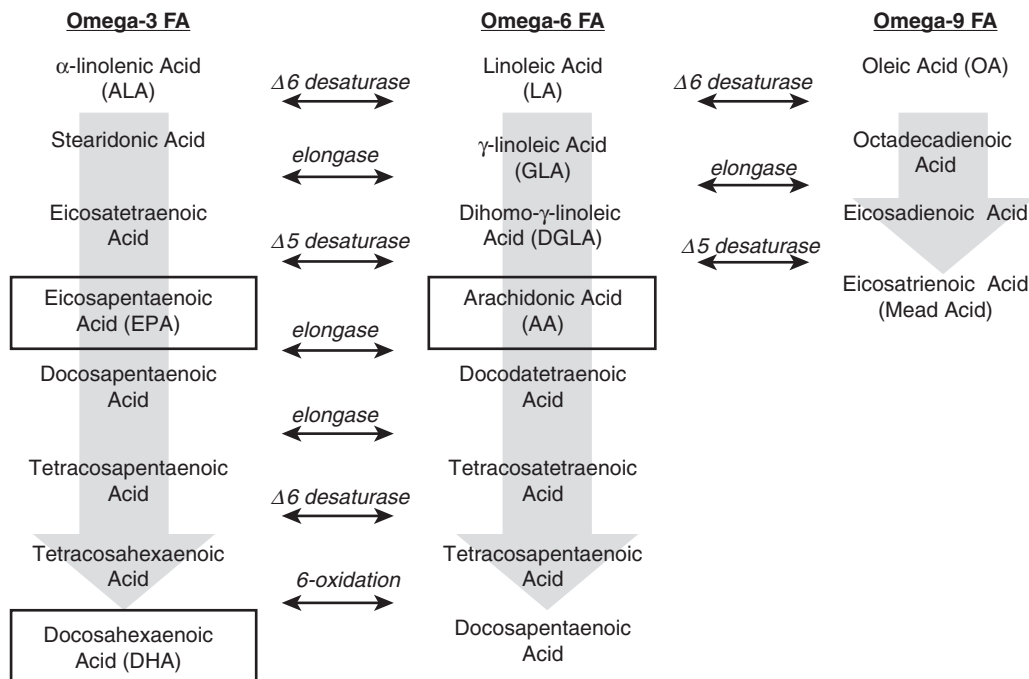 Omega-3 FA
Omega-6 FA
Omega-9 FA
α-linolenic Acid
(ALA)
Δ6 desaturase
Linoleic Acid
(LA)
Δ6 desaturase
Oleic Acid (OA)
Stearidonic Acid
elongase
γ-linoleic Acid
(GLA)
elongase
Octadecadienoic
Acid
Eicosatetraenoic
Acid
Δ5 desaturase
Dihomo-γ-linoleic
Acid (DGLA)
Δ5 desaturase
Eicosadienoic Acid
Eicosapentaenoic
Acid (EPA)
elongase
Arachidonic Acid
(AA)
Eicosatrienoic Acid
(Mead Acid)
Docosapentaenoic
Acid
elongase
Docodatetraenoic
Acid
Tetracosapentaenoic
Acid
Δ6 desaturase
Tetracosatetraenoic
Acid
Tetracosahexaenoic
Acid
6-oxidation
Tetracosapentaenoic
Acid
Docosahexaenoic
Acid (DHA)
Docosapentaenoic
Acid